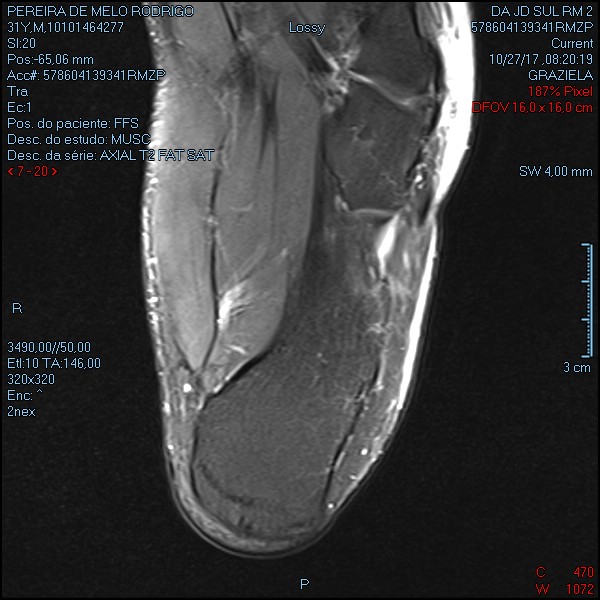 PEREIRA DE MELO RODRIGO
31Y,M,10101464277
Sl:20
Pos:-65,06 mm
Acc#: 578604139341RMZP
Tra
Ec:1
Pos. do paciente: FFS
Desc. do estudo: MUSC
Desc. da série: AXIAL T2 FAT SAT
< 7 - 20 >
Lossy
DA JD SUL RM 2
578604139341RMZP
Current
10/27/17 ,08:20:19
GRAZIELA
187% Pixel
DFOV 16,0 x 16,0 cm
SW 4,00 mm
R
3490,00//50,00
Etl:10 TA:146,00
320x320
Enc: ^
2nex
3 cm
P
C 470
W 1072